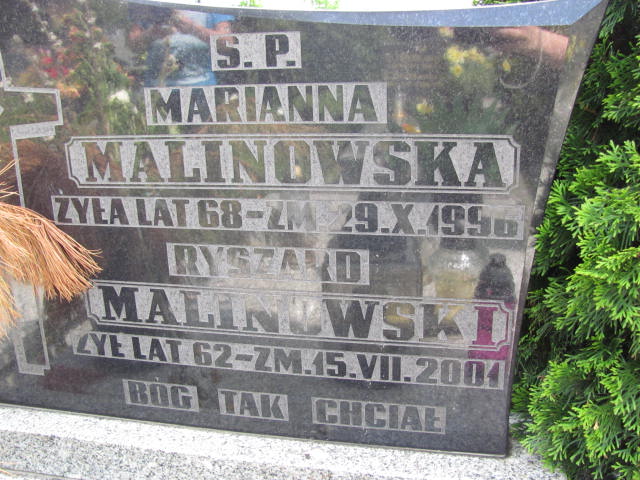 Ś. P.
MARIANNA
MALINOWSKA
ŻYŁA LAT 68-ZM 29.X.1996
RYSZARD
MALINOWSKI
ŻYŁ LAT 62-ZM.15.VII.2001
BÓG TAK CHCIAŁ